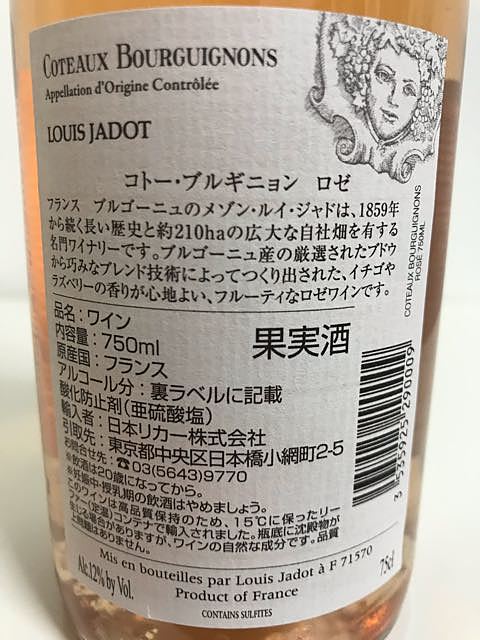 COTEAUX BOURGUIGNONS
Appellation d'Origine Contrôlée
LOUIS JADOT
コトー・ブルギニョン ロゼ
フランス ブルゴーニュのメゾン・ルイ・ジャドは、1859年
から続く長い歴史と約210haの広大な自社畑を有する
名門ワイナリーです。ブルゴーニュ産の厳選されたブドウ
から巧みなブレンド技術によってつくり出された、イチゴや
ラズベリーの香りが心地よい、フルーティなロゼワインです。
品名：ワイン
内容量：750ml
果実酒
原産国：フランス
アルコール分：裏ラベルに記載
酸化防止剤(亜硫酸塩)
輸入者：日本リカー株式会社
引取先：東京都中央区日本橋小網町2-5
お問合せ先：☎03(5643)9770
※飲酒は20歳になってから。
※妊娠中・授乳期の飲酒はやめましょう。
このワインは高品質保持のため、15℃に保ったリー
ファー(定温)コンテナで輸入されました。瓶底に沈殿物が
生じる場合がありますが、ワインの自然な成分です。品質
上問題はありません。
Mis en bouteilles par Louis Jadot à F 71570
Alc.12% by Vol.
Product of France
75cl
CONTAINS SULFITES
COTEAUX BOURGUIGNONS
ROSÉ 750ML
3 535925 290009